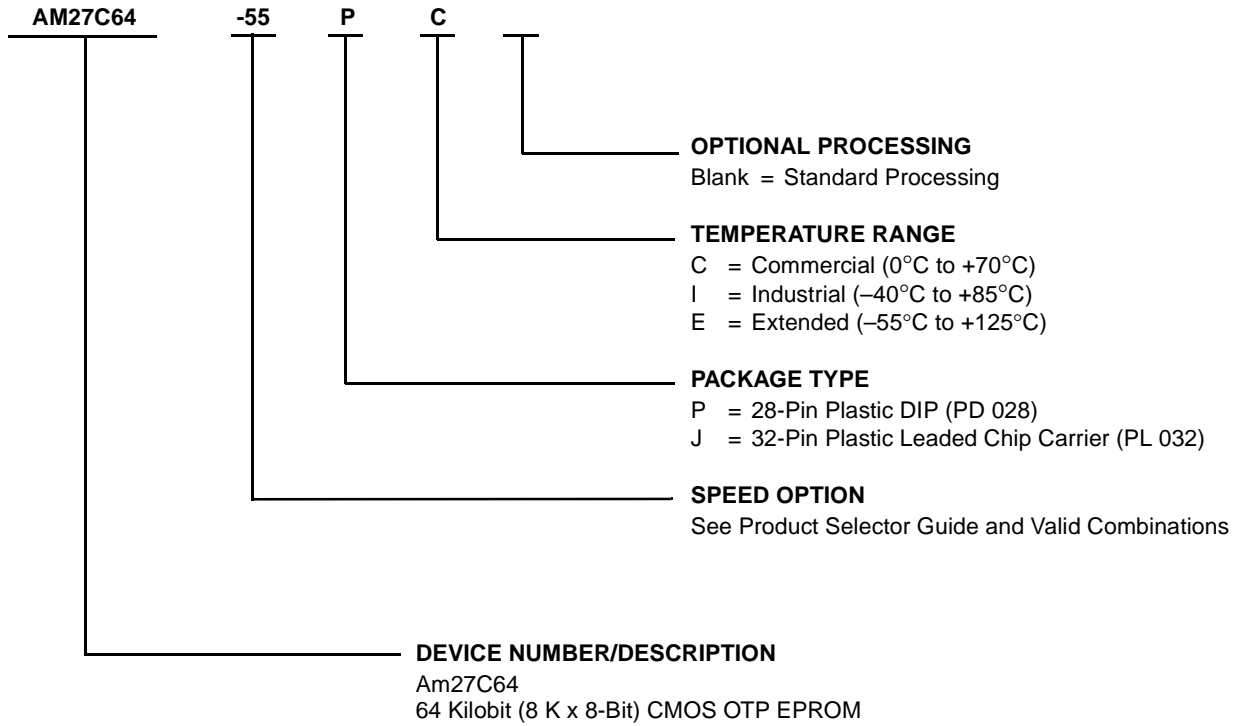 AM27C64 -55 P C
OPTIONAL PROCESSING
Blank = Standard Processing
TEMPERATURE RANGE
C = Commercial (0°C to +70°C)
I = Industrial (–40°C to +85°C)
E = Extended (–55°C to +125°C)
PACKAGE TYPE
P = 28-Pin Plastic DIP (PD 028)
J = 32-Pin Plastic Leaded Chip Carrier (PL 032)
SPEED OPTION
See Product Selector Guide and Valid Combinations
DEVICE NUMBER/DESCRIPTION
Am27C64
64 Kilobit (8 K x 8-Bit) CMOS OTP EPROM